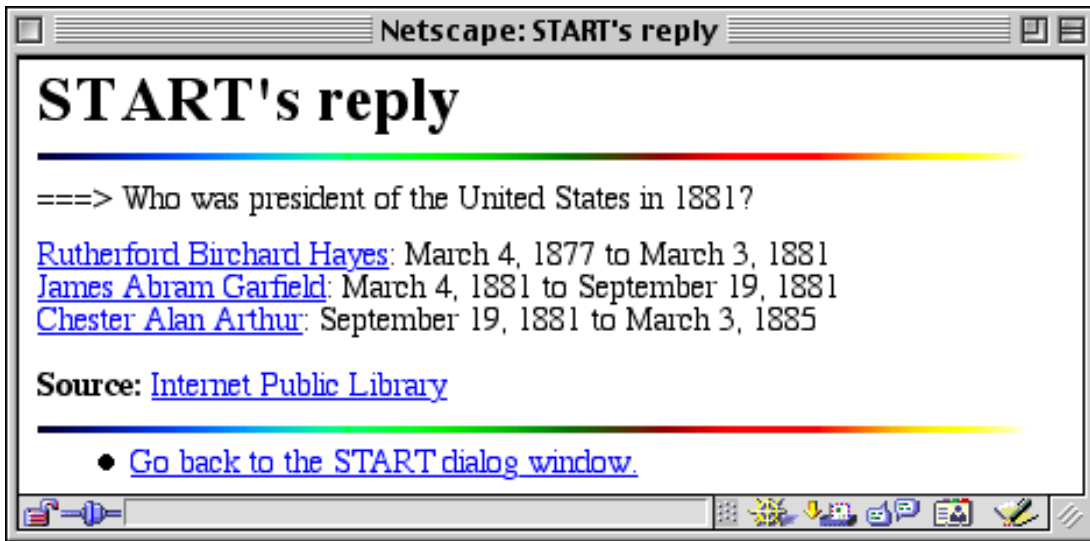 Netscape: START's reply
START's reply
===> Who was president of the United States in 1881?
Rutherford Birchard Hayes: March 4, 1877 to March 3, 1881
James Abram Garfield: March 4, 1881 to September 19, 1881
Chester Alan Arthur: September 19, 1881 to March 3, 1885
Source: Internet Public Library
● Go back to the START dialog window.